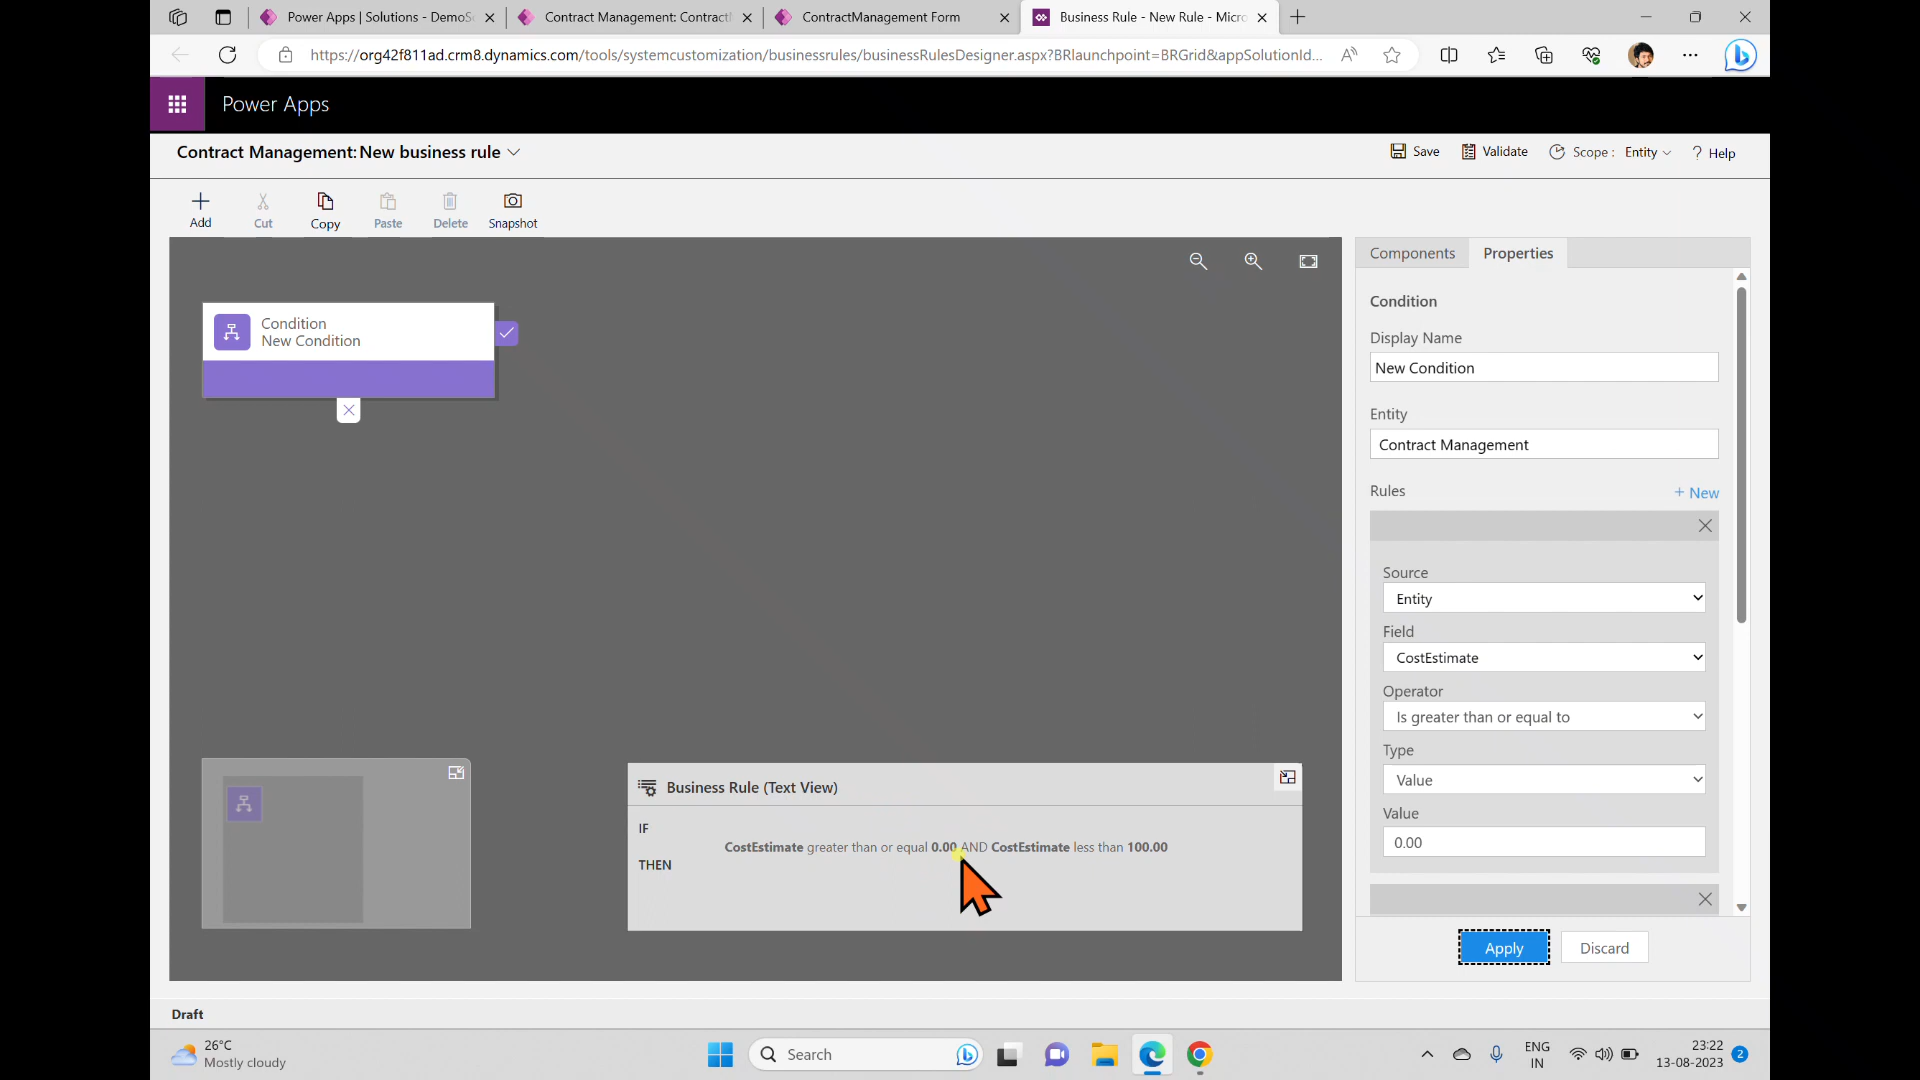 Power Apps | Solutions - DemoS
Contract Management: Contract
ContractManagement Form
Business Rule - New Rule - Micr
https://org42f811ad.crm8.dynamics.com/tools/systemcustomization/businessrules/businessRulesDesigner.aspx?BRlaunchpoint=BRGrid&appSolutionId...
Power Apps
Contract Management: New business rule
Save
Validate
Scope :
Entity
? Help
Add
Cut
Copy
Paste
Delete
Snapshot
Components
Properties
Condition
New Condition
Condition
Display Name
New Condition
Entity
Contract Management
Rules
+ New
Source
Entity
Field
CostEstimate
Operator
Is greater than or equal to
Type
Value
Value
0.00
Business Rule (Text View)
IF
CostEstimate greater than or equal 0.00 AND CostEstimate less than 100.00
THEN
Apply
Discard
Draft
26°C
Mostly cloudy
Search
ENG
IN
23:22
13-08-2023
2